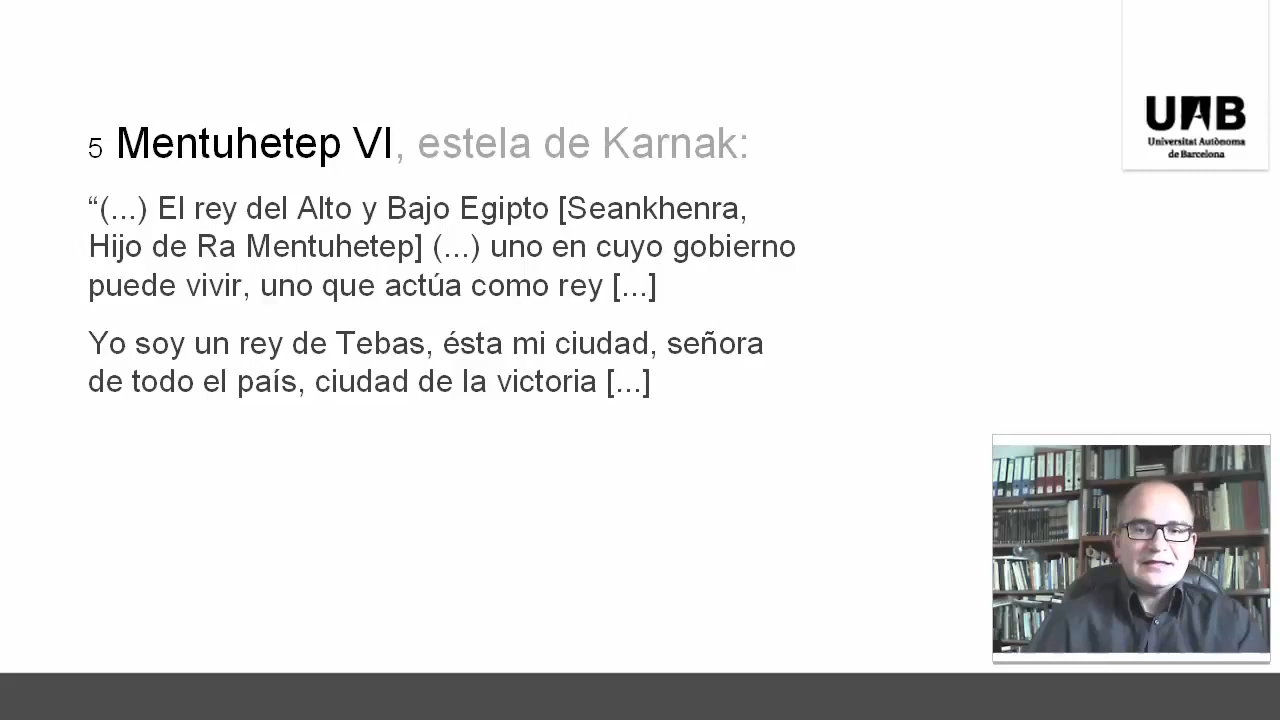 5 Mentuhetep VI, estela de Karnak:
“(...) El rey del Alto y Bajo Egipto [Seankhenra,
Hijo de Ra Mentuhetep] (...) uno en cuyo gobierno
puede vivir, uno que actúa como rey [...]
Yo soy un rey de Tebas, ésta mi ciudad, señora
de todo el país, ciudad de la victoria [...]
UAB
Universitat Autònoma
de Barcelona